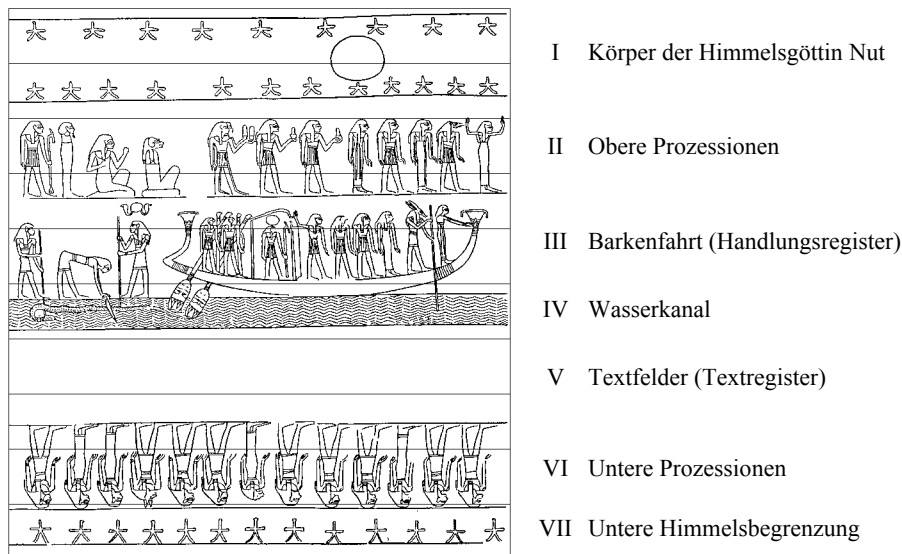 I Körper der Himmelsgöttin Nut
II Obere Prozessionen
III Barkenfahrt (Handlungsregister)
IV Wasserkanal
V Textfelder (Textregister)
VI Untere Prozessionen
VII Untere Himmelsbegrenzung